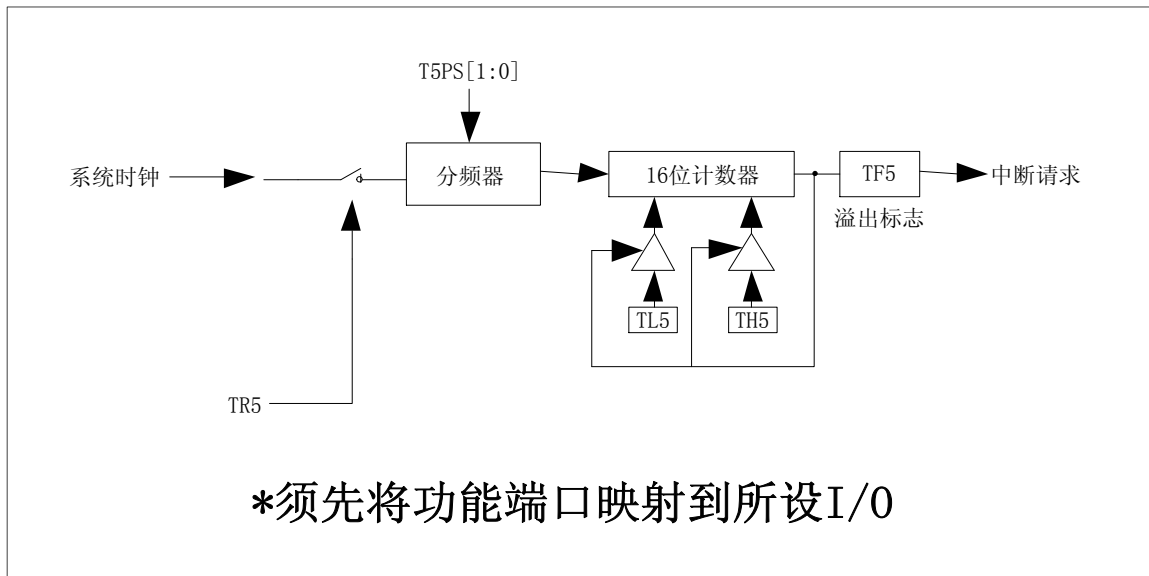 T5PS[1:0]
系统时钟
分频器
16位计数器
TF5
中断请求
溢出标志
TL5
TH5
TR5
*须先将功能端口映射到所设I/O